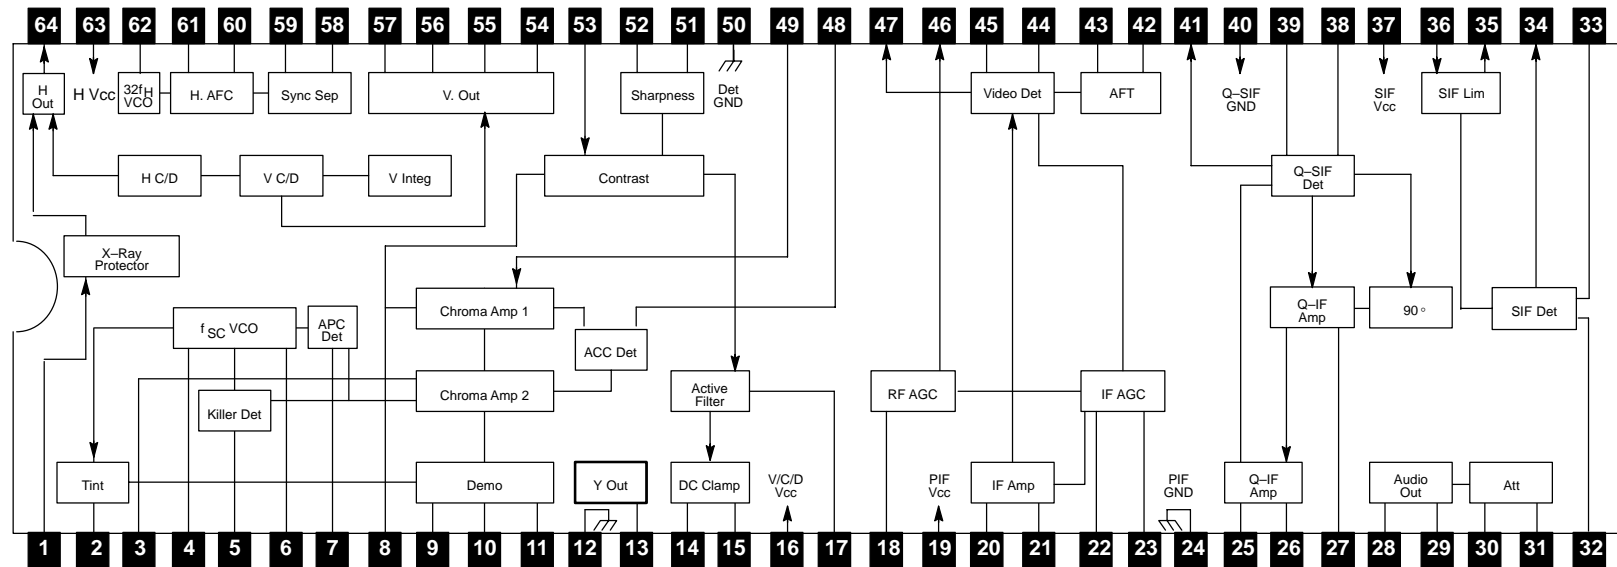 64 63 62 61 60 59 58 57 56 55 54 53 52 51 50 49 48 47 46 45 44 43 42 41 40 39 38 37 36 35 34 33
H
Out
H Vcc
32fH
VCO
H. AFC
Sync Sep
V. Out
Sharpness
Det
GND
Video Det
AFT
Q–SIF
GND
SIF
Vcc
SIF Lim
H C/D
V C/D
V Integ
Contrast
Q–SIF
Det
X–Ray
Protector
fSC VCO
APC
Det
Chroma Amp 1
ACC Det
Q–IF
Amp
90°
SIF Det
Killer Det
Chroma Amp 2
Active
Filter
RF AGC
IF AGC
Tint
Demo
Y Out
DC Clamp
V/C/D
Vcc
PIF
Vcc
IF Amp
PIF
GND
Q–IF
Amp
Audio
Out
Att
1 2 3 4 5 6 7 8 9 10 11 12 13 14 15 16 17 18 19 20 21 22 23 24 25 26 27 28 29 30 31 32